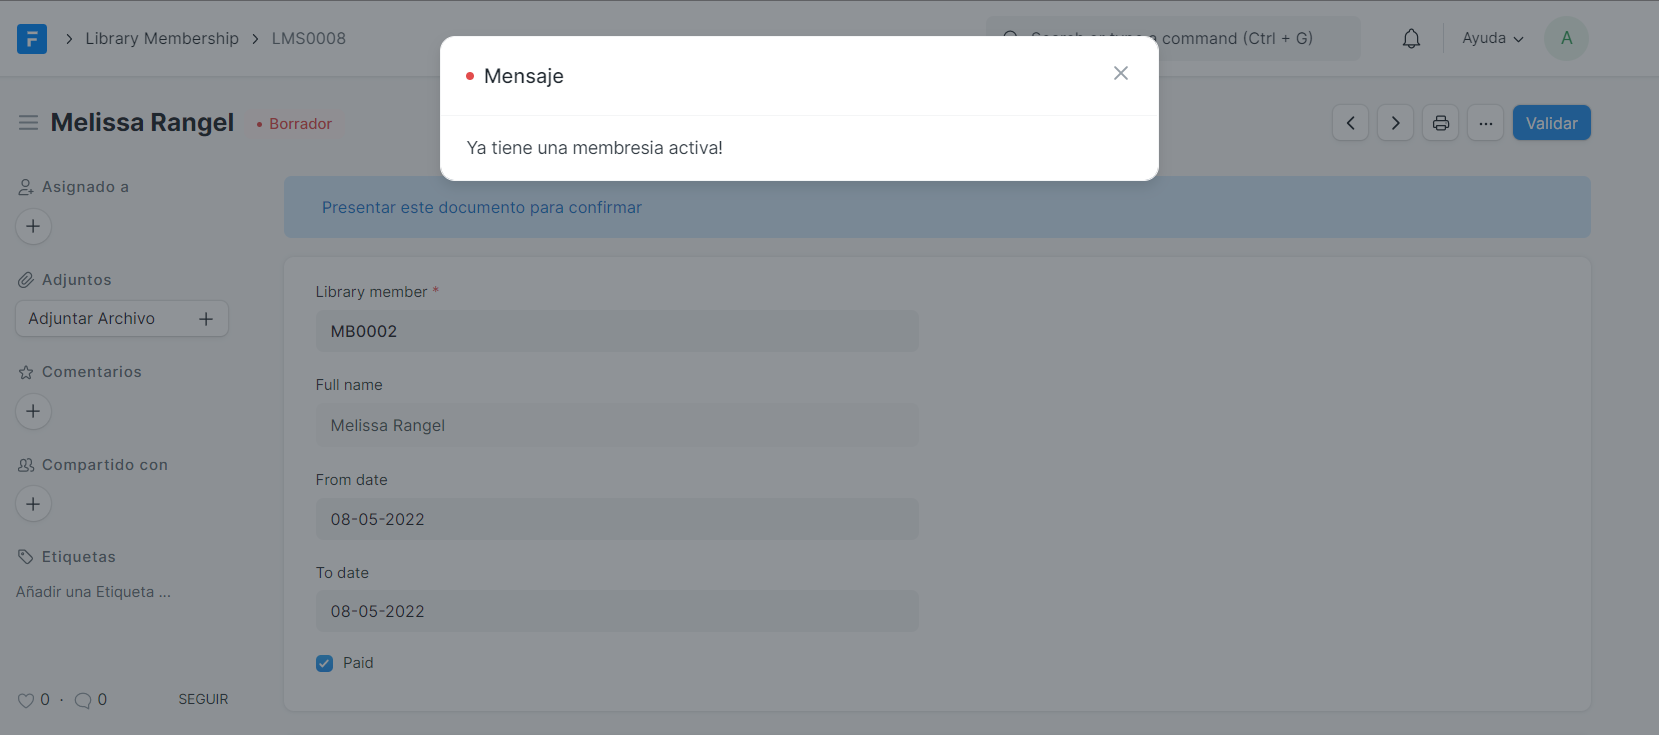 F
Library Membership
LMS0008
command (Ctrl + G)
Ayuda
A
Mensaje
Ya tiene una membresia activa!
Melissa Rangel
Borrador
Validar
Presentar este documento para confirmar
Asignado a
Adjuntos
Adjuntar Archivo
Comentarios
Compartido con
Etiquetas
Añadir una Etiqueta ...
0 · 0
SEGUIR
Library member *
MB0002
Full name
Melissa Rangel
From date
08-05-2022
To date
08-05-2022
Paid